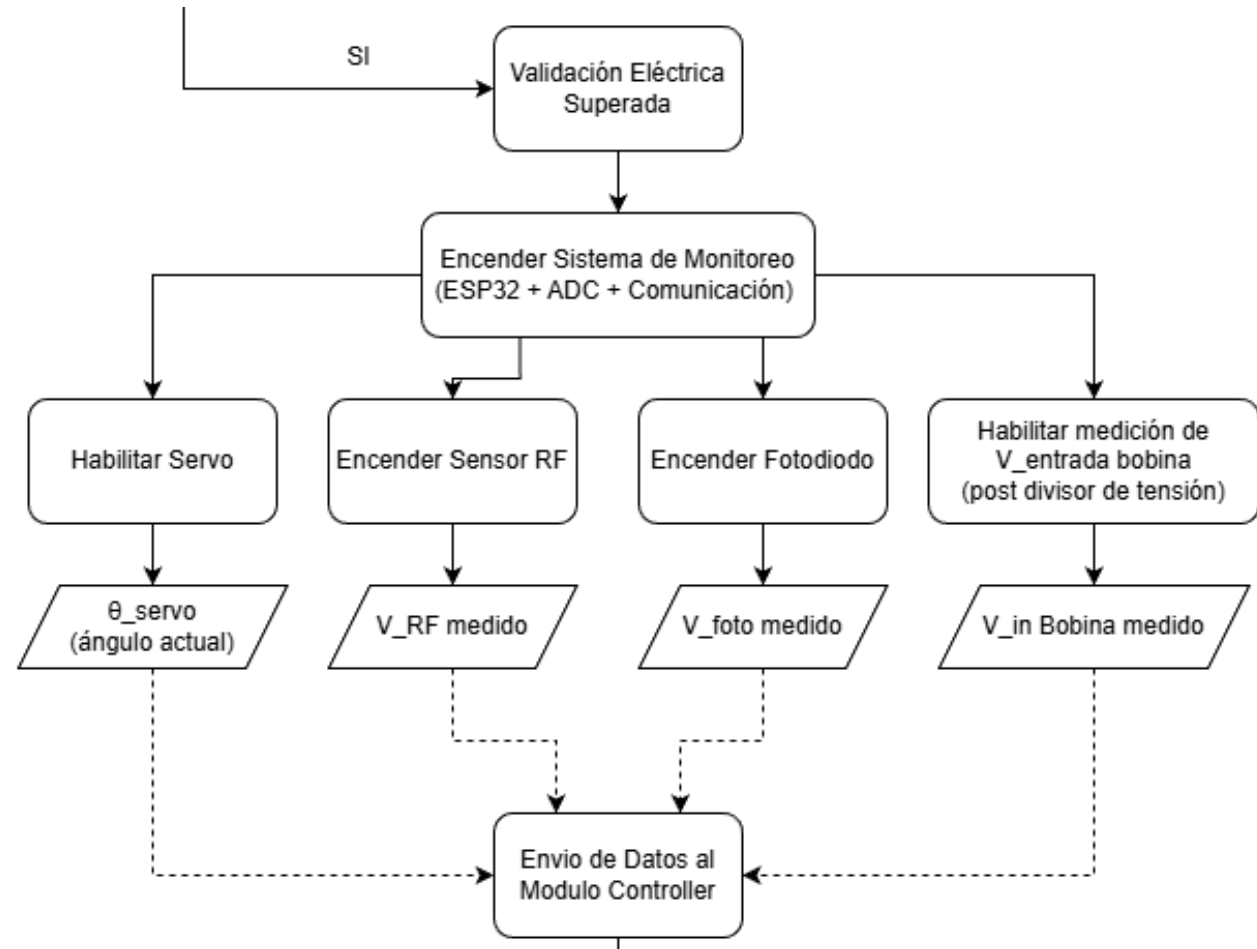 SI
Validación Eléctrica
Superada
Encender Sistema de Monitoreo
(ESP32 + ADC + Comunicación)
Habilitar Servo
Encender Sensor RF
Encender Fotodiodo
Habilitar medición de
V_entrada bobina
(post divisor de tensión)
θ_servo
(ángulo actual)
V_RF medido
V_foto medido
V_in Bobina medido
Envio de Datos al
Modulo Controller